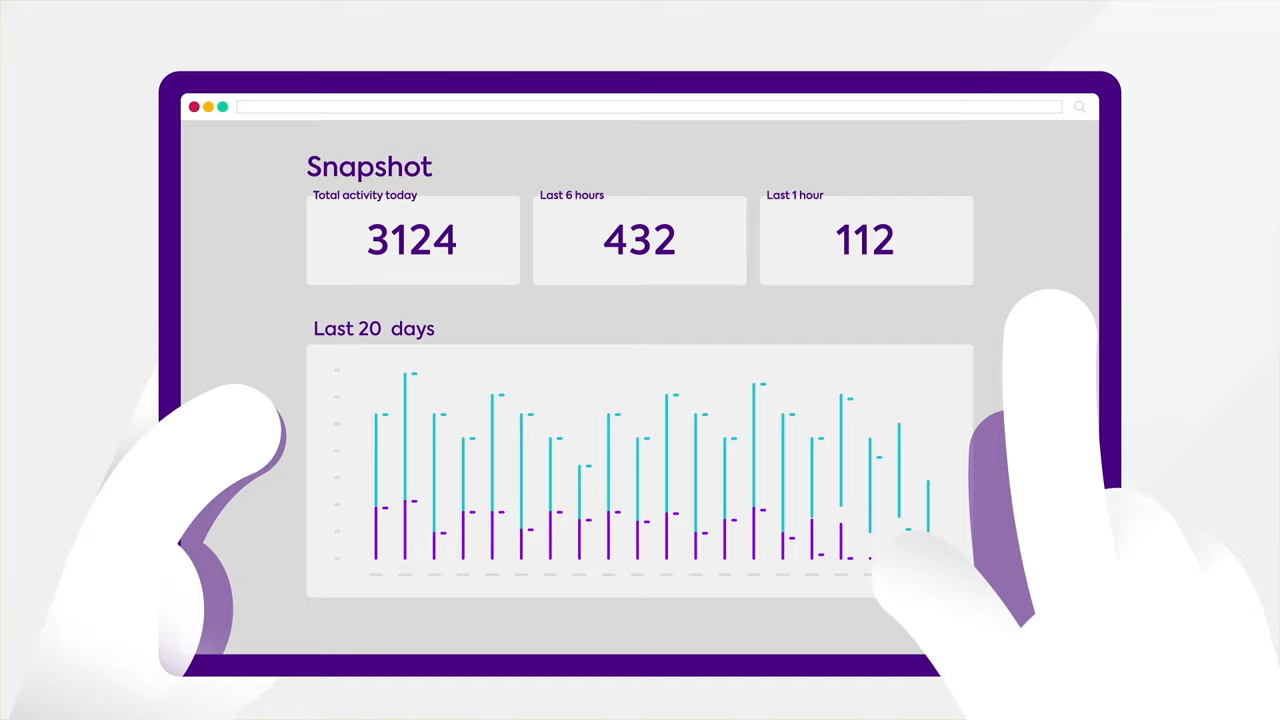 Snapshot
Total activity today
Last 6 hours
Last 1 hour
3124
432
112
Last 20 days